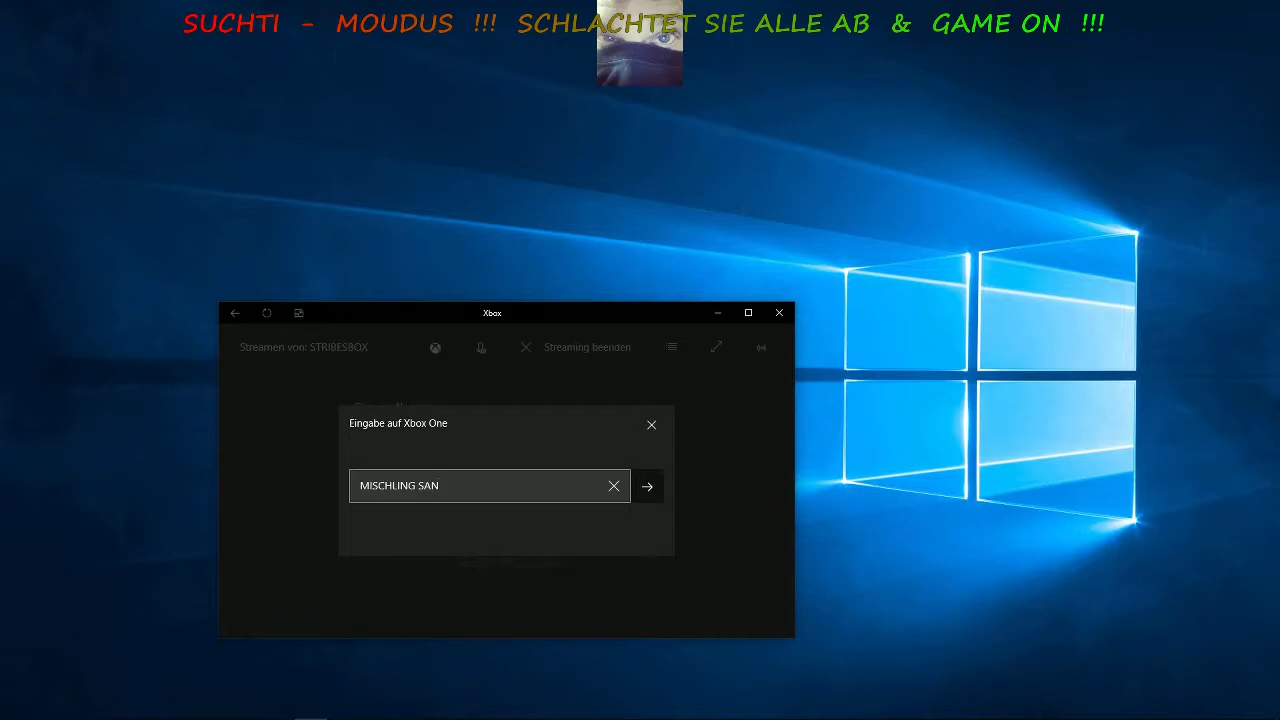 SUCHTI - MOUDUS !!! SCHLACHTET SIE ALLE AB & GAME ON !!!
Xbox
Streamen von: STRIBESBOX
Streaming beenden
Eingabe auf Xbox One
MISCHLING SAN